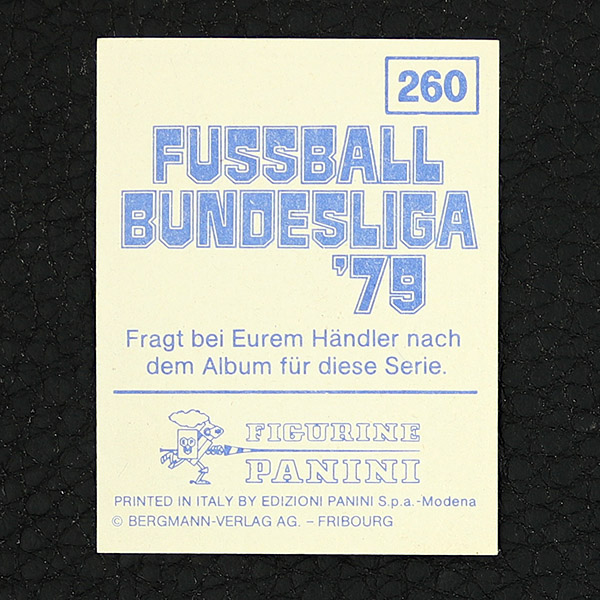 260
FUSSBALL
BUNDESLIGA
'79
Fragt bei Eurem Händler nach
dem Album für diese Serie.
FIGURINE
PANINI
PRINTED IN ITALY BY EDIZIONI PANINI S.p.a.-Modena
© BERGMANN-VERLAG AG. – FRIBOURG